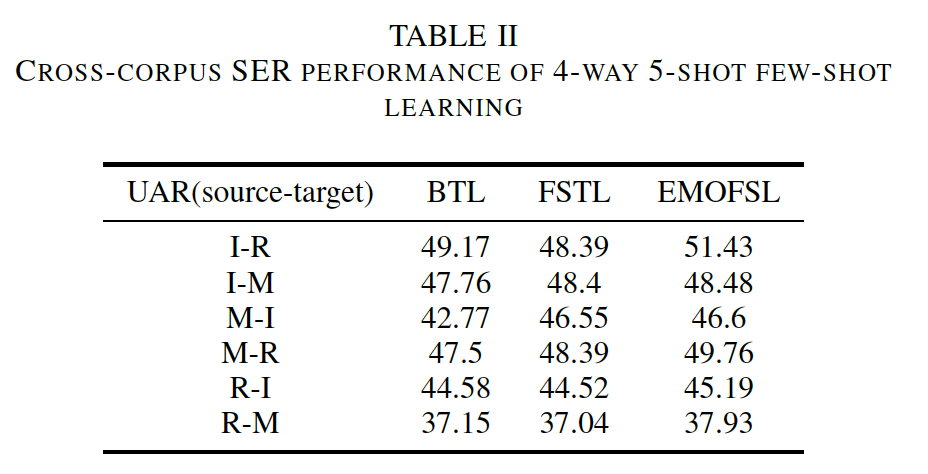 TABLE II
CROSS-CORPUS SER PERFORMANCE OF 4-WAY 5-SHOT FEW-SHOT
LEARNING
UAR(source-target) BTL FSTL EMOFSL
I-R 49.17 48.39 51.43
I-M 47.76 48.4 48.48
M-I 42.77 46.55 46.6
M-R 47.5 48.39 49.76
R-I 44.58 44.52 45.19
R-M 37.15 37.04 37.93